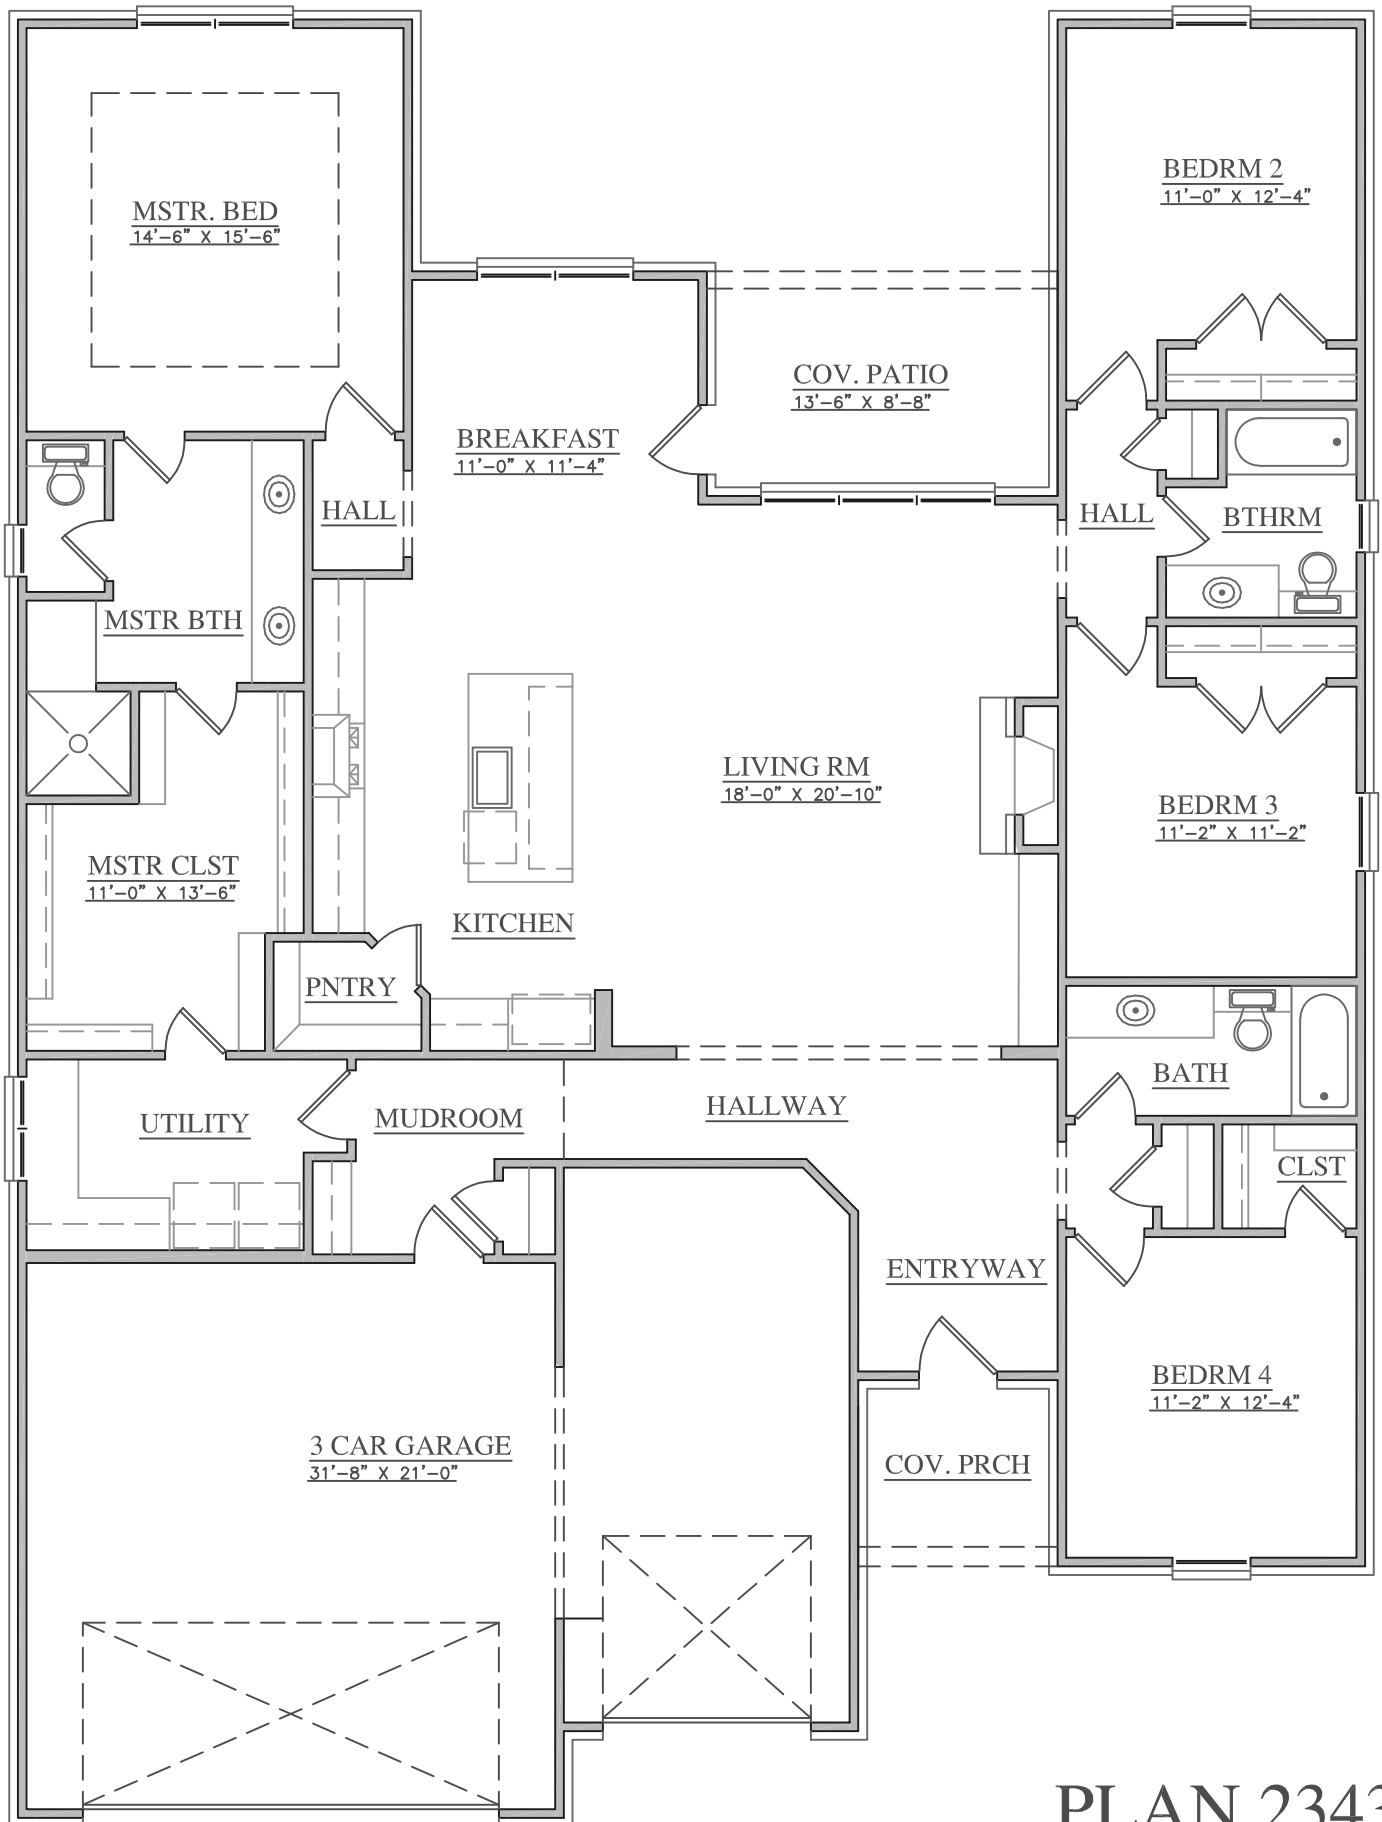 MSTR. BED
14'-6" X 15'-6"
BEDRM 2
11'-0" X 12'-4"
COV. PATIO
13'-6" X 8'-8"
BREAKFAST
11'-0" X 11'-4"
HALL
HALL
BTHRM
MSTR BTH
LIVING RM
18'-0" X 20'-10"
BEDRM 3
11'-2" X 11'-2"
MSTR CLST
11'-0" X 13'-6"
KITCHEN
PNTRY
BATH
UTILITY
MUDROOM
HALLWAY
CLST
ENTRYWAY
BEDRM 4
11'-2" X 12'-4"
3 CAR GARAGE
31'-8" X 21'-0"
COV. PRCH
PLAN 2343